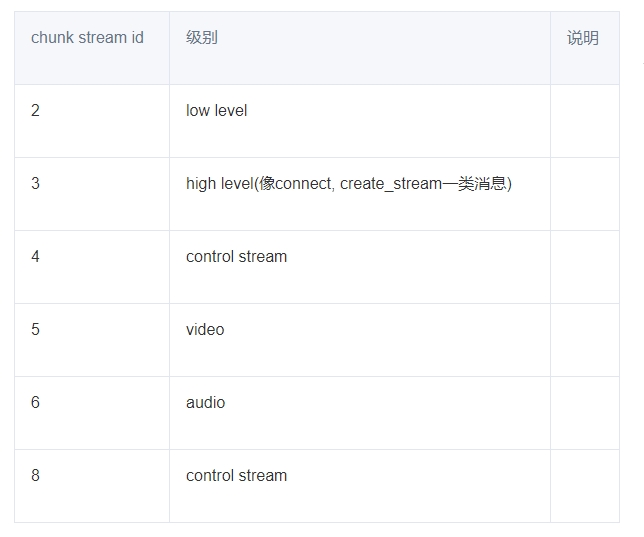 chunk stream id 级别 说明
2 low level
3 high level(像connect, create_stream一类消息)
4 control stream
5 video
6 audio
8 control stream